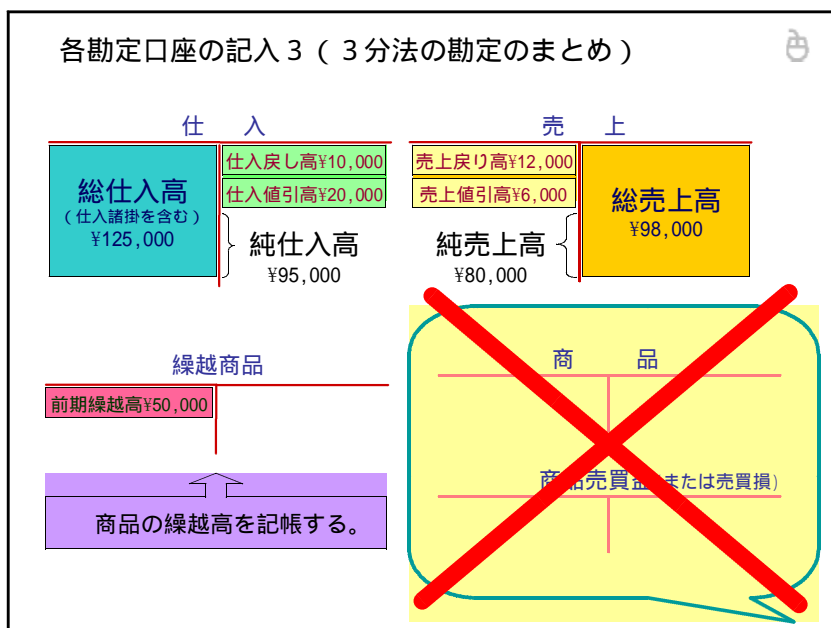 各勘定口座の記入３（３分法の勘定のまとめ）
仕　入
総仕入高
（仕入諸掛を含む）
¥125,000
仕入戻し高¥10,000
仕入値引高¥20,000
純仕入高
¥95,000
売　上
売上戻り高¥12,000
売上値引高¥6,000
純売上高
¥80,000
総売上高
¥98,000
繰越商品
前期繰越高¥50,000
商品の繰越高を記帳する。
商　品
商品売買益(または売買損)